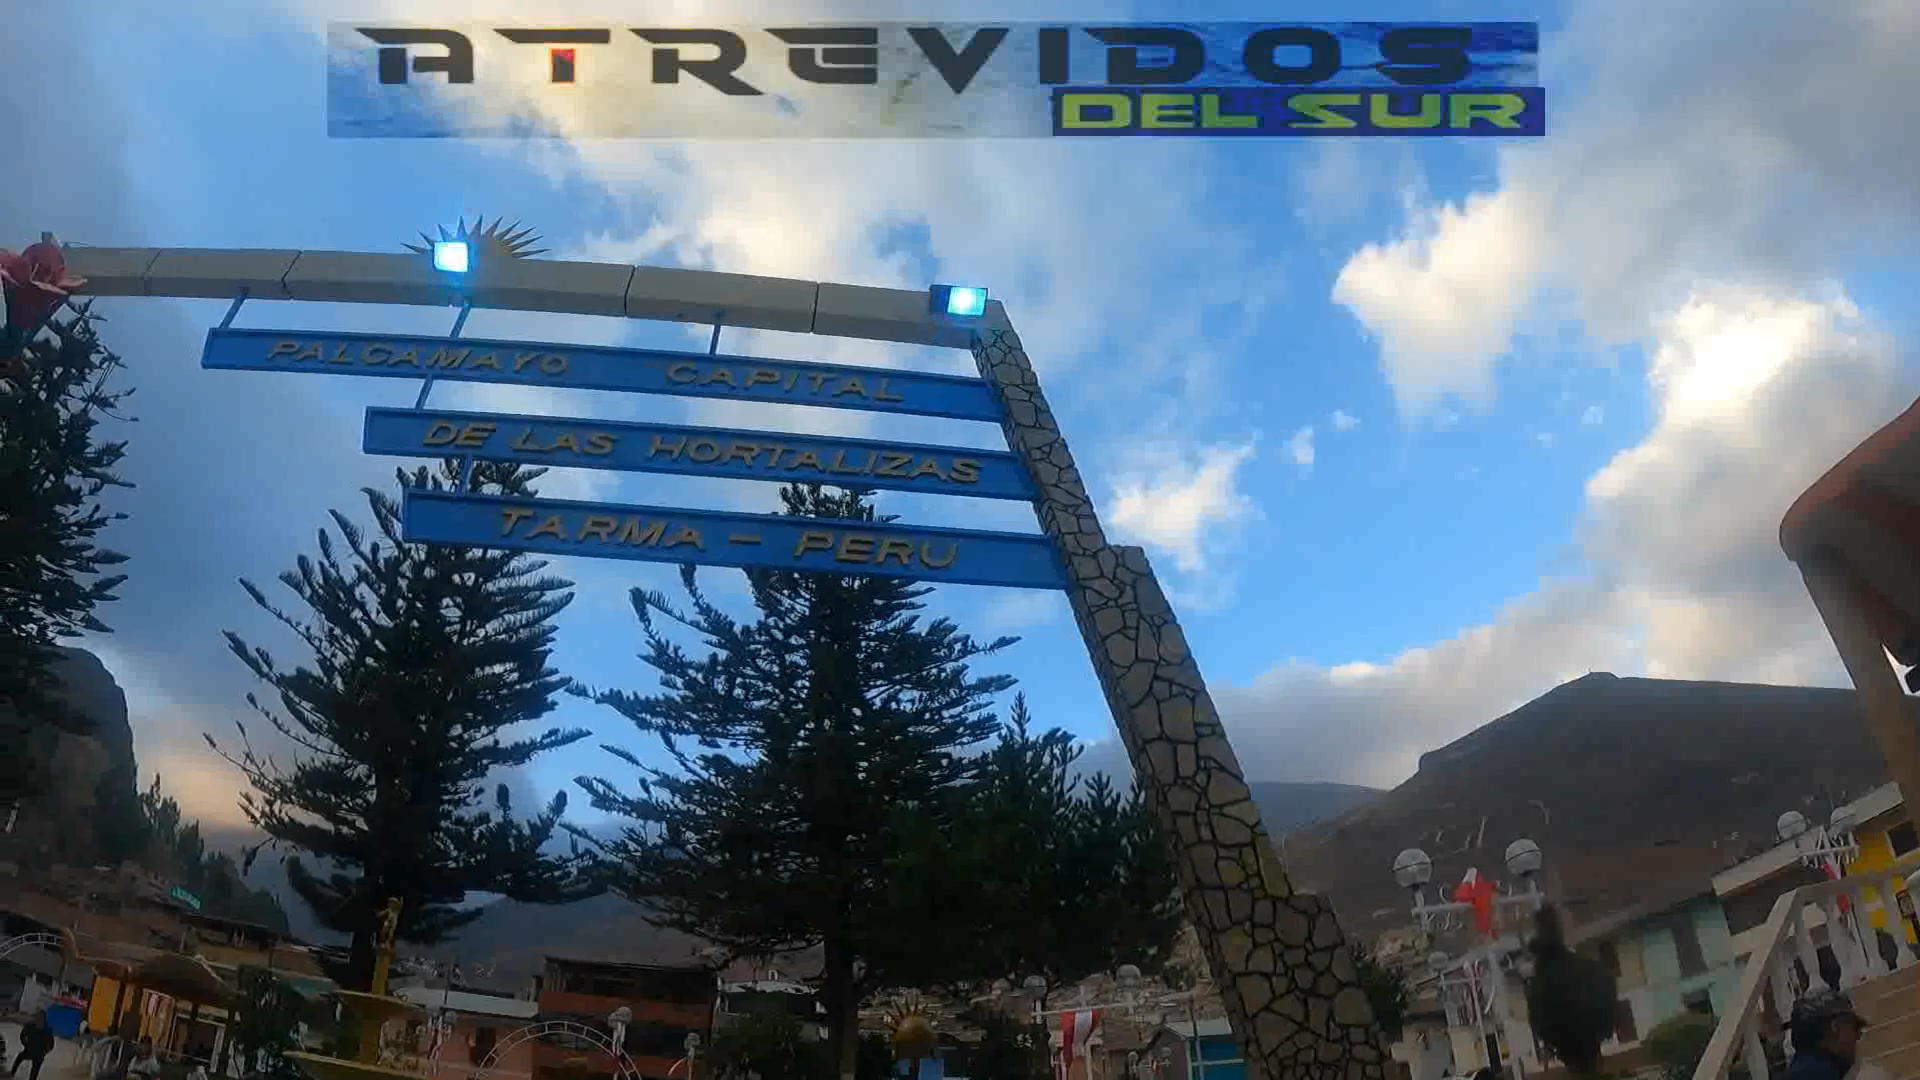 ATREVIDOS
DEL SUR
PALCAMAYO CAPITAL
DE LAS HORTALIZAS
TARMA - PERU